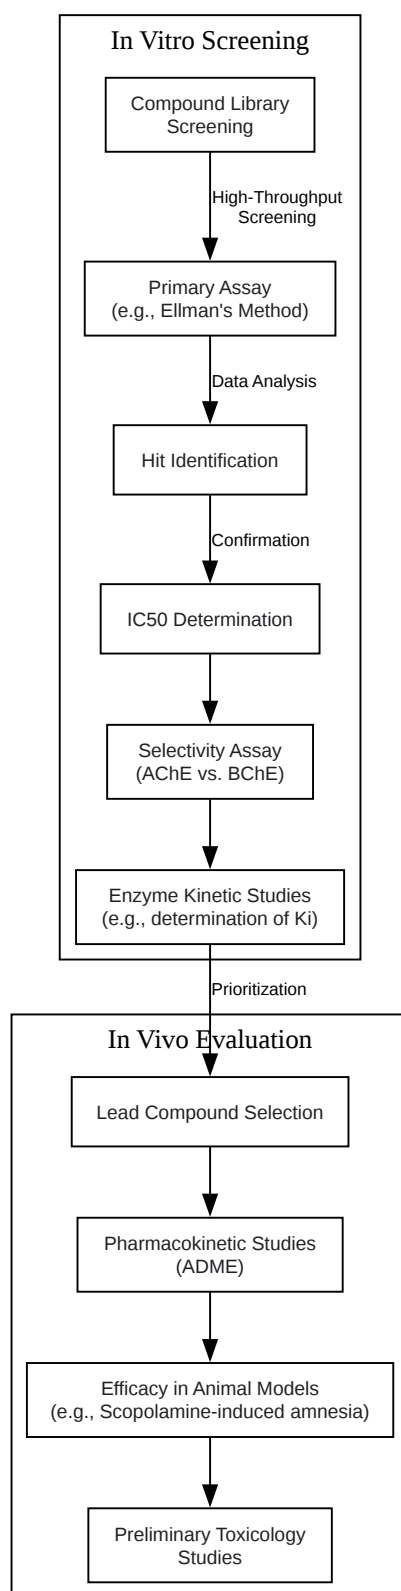 In Vitro Screening
Compound Library
Screening
High-Throughput
Screening
Primary Assay
(e.g., Ellman's Method)
Data Analysis
Hit Identification
Confirmation
IC50 Determination
Selectivity Assay
(AChE vs. BChE)
Enzyme Kinetic Studies
(e.g., determination of Ki)
Prioritization
In Vivo Evaluation
Lead Compound Selection
Pharmacokinetic Studies
(ADME)
Efficacy in Animal Models
(e.g., Scopolamine-induced amnesia)
Preliminary Toxicology
Studies